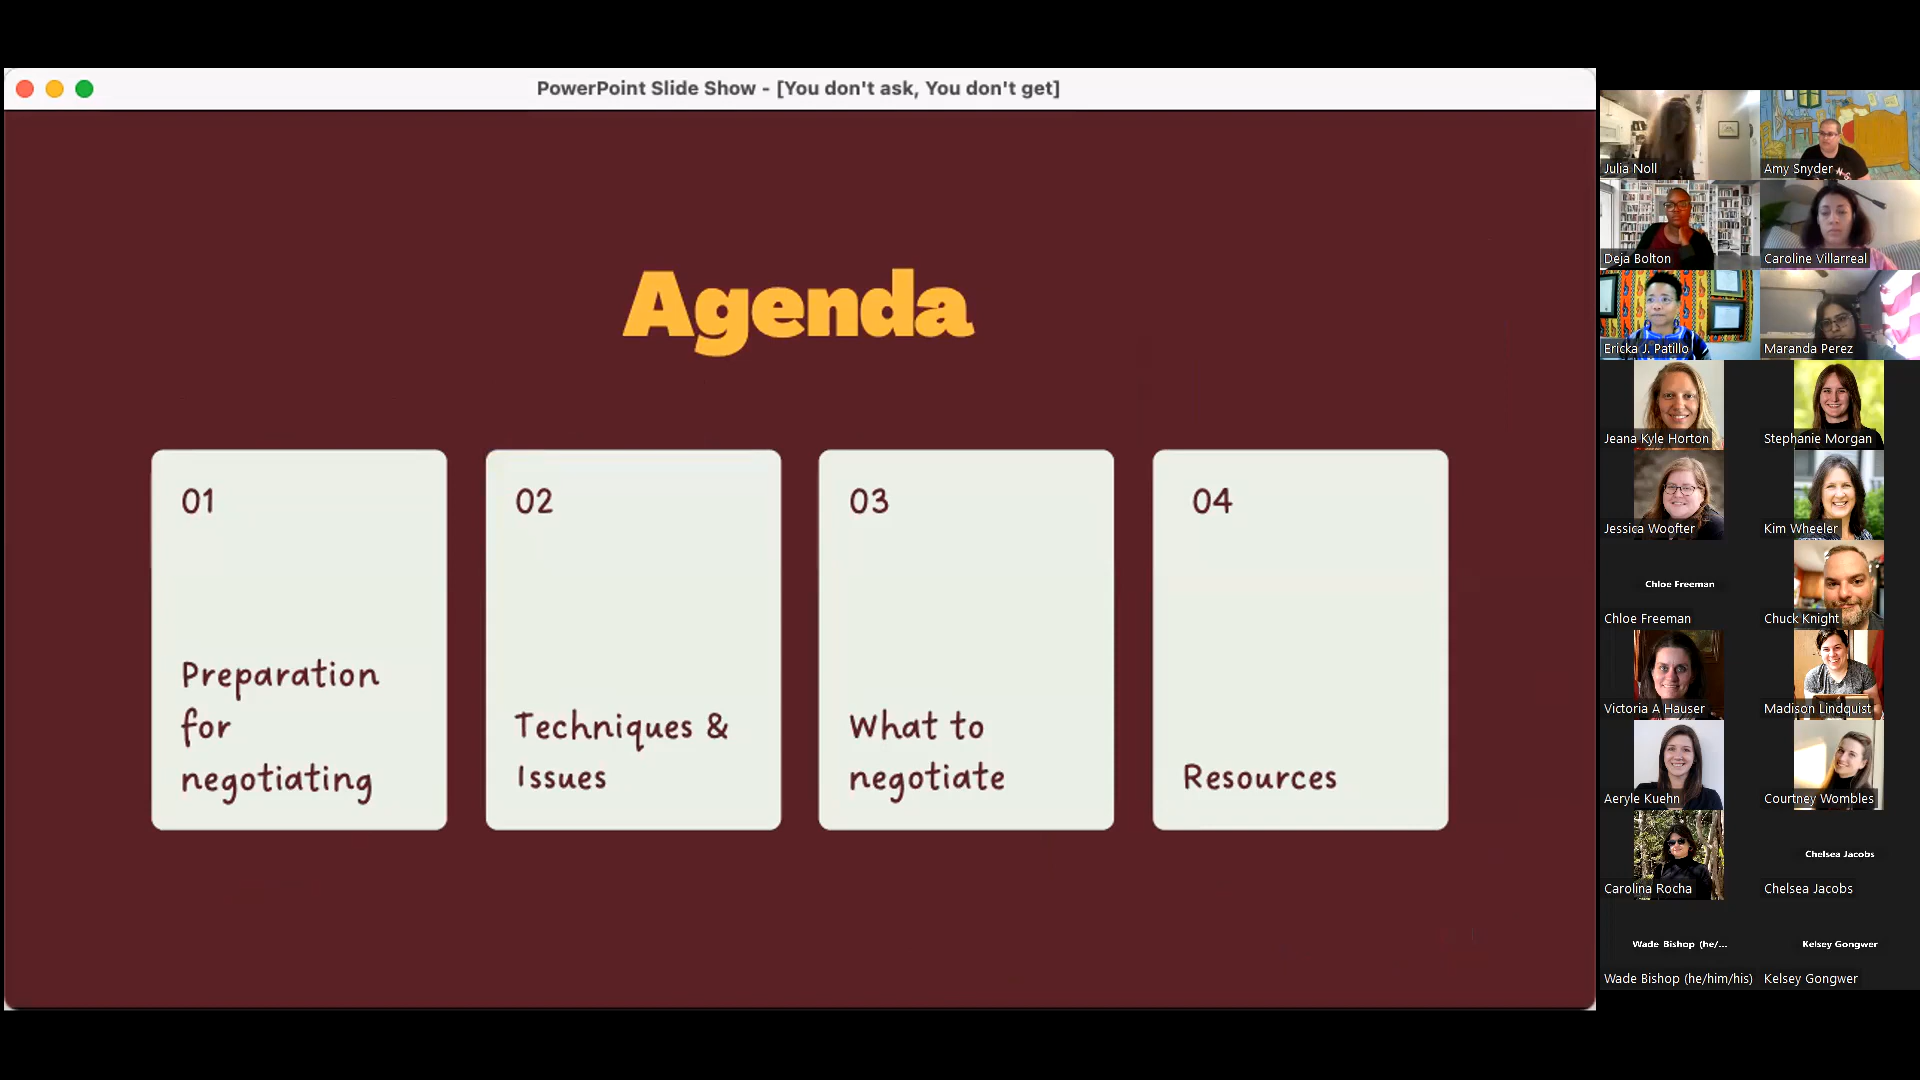 PowerPoint Slide Show - [You don't ask, You don't get]
Agenda
01
Preparation
for
negotiating
02
Techniques &
Issues
03
What to
negotiate
04
Resources
Julia Noll
Amy Snyder
Deja Bolton
Caroline Villarreal
Ericka J. Patillo
Maranda Perez
Jeana Kyle Horton
Stephanie Morgan
Jessica Woofter
Kim Wheeler
Chloe Freeman
Chloe Freeman
Chuck Knight
Victoria A Hauser
Madison Lindquist
Aeryle Kuehn
Courtney Wombles
Carolina Rocha
Chelsea Jacobs
Chelsea Jacobs
Wade Bishop (he/...
Wade Bishop (he/him/his)
Kelsey Gongwer
Kelsey Gongwer